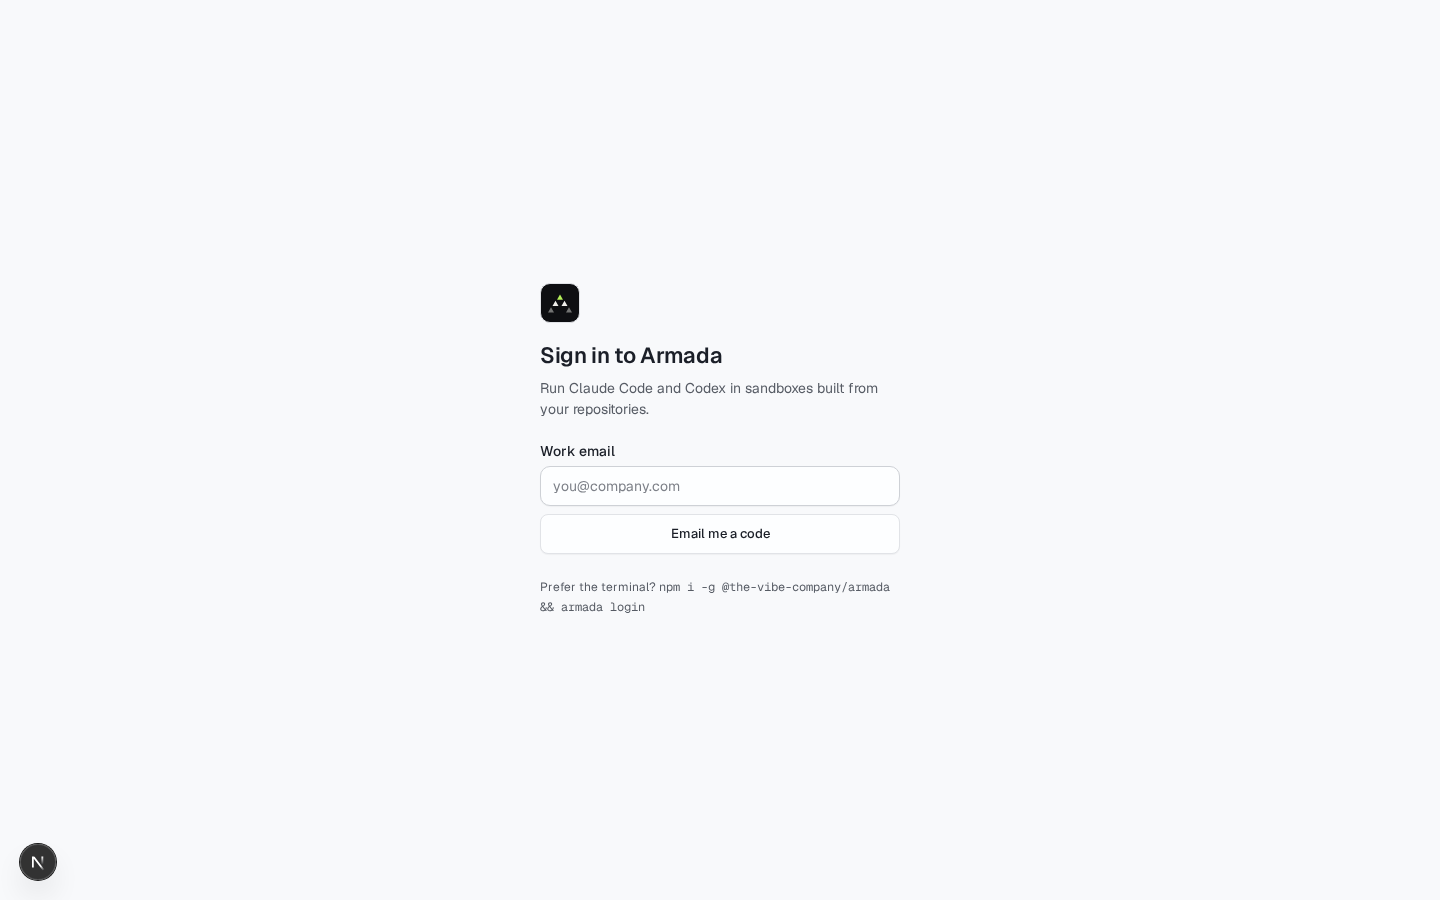 Sign in to Armada
Run Claude Code and Codex in sandboxes built from
your repositories.
Work email
you@company.com
Email me a code
Prefer the terminal? npm i -g @the-vibe-company/armada
&& armada login
N